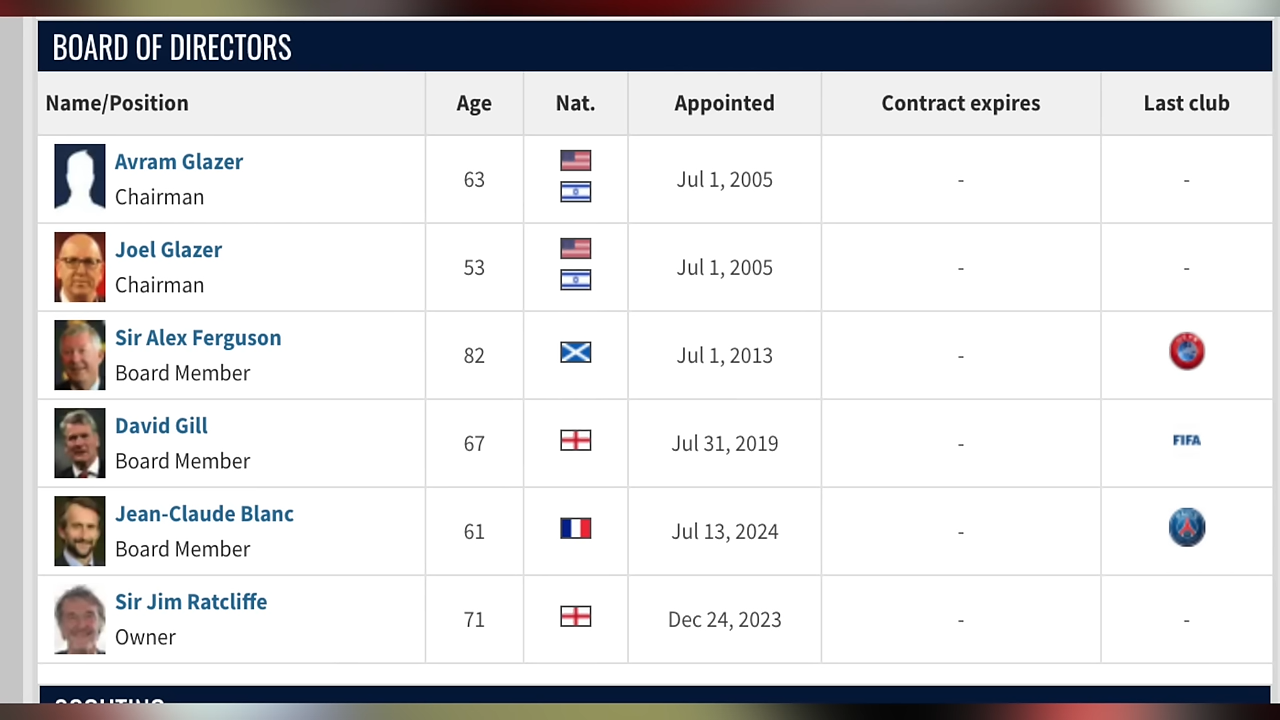 BOARD OF DIRECTORS
Name/Position Age Nat. Appointed Contract expires Last club
Avram Glazer
Chairman
63 Jul 1, 2005 - -
Joel Glazer
Chairman
53 Jul 1, 2005 - -
Sir Alex Ferguson
Board Member
82 Jul 1, 2013 -
David Gill
Board Member
67 Jul 31, 2019 - FIFA
Jean-Claude Blanc
Board Member
61 Jul 13, 2024 -
Sir Jim Ratcliffe
Owner
71 Dec 24, 2023 - -
SCOUTING